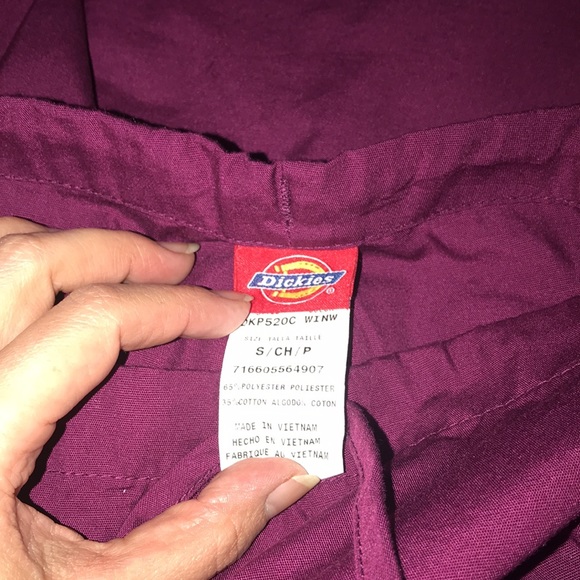 Dickies
®
DKP520C WINW
SIZE TALLA TAILLE
S/CH/P
716605564907
65% POLYESTER POLIESTER
35% COTTON ALGODON COTON
MADE IN VIETNAM
HECHO EN VIETNAM
FABRIQUE AU VIETNAM